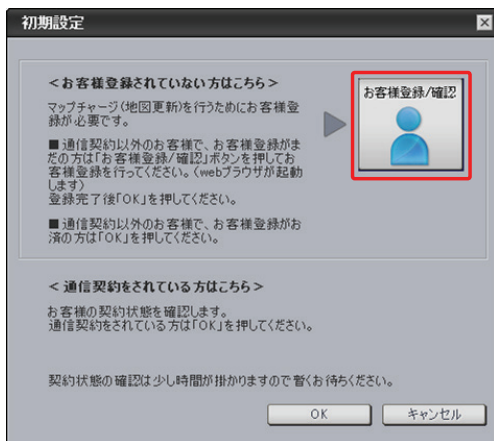 初期設定
<お客様登録されていない方はこちら>
マップチャージ(地図更新)を行うためにお客様登
録が必要です。
お客様登録/確認
■通信契約以外のお客様で、お客様登録がま
だの方は「お客様登録/確認」ボタンを押してお
客様登録を行ってください。(webブラウザが起動
します)
登録完了後「OK」を押してください。
■通信契約以外のお客様で、お客様登録がお
済の方は「OK」を押してください。
<通信契約をされている方はこちら>
お客様の契約状態を確認します。
通信契約をされている方は「OK」を押してください。
契約状態の確認は少し時間が掛かりますので暫くお待ちください。
OK
キャンセル